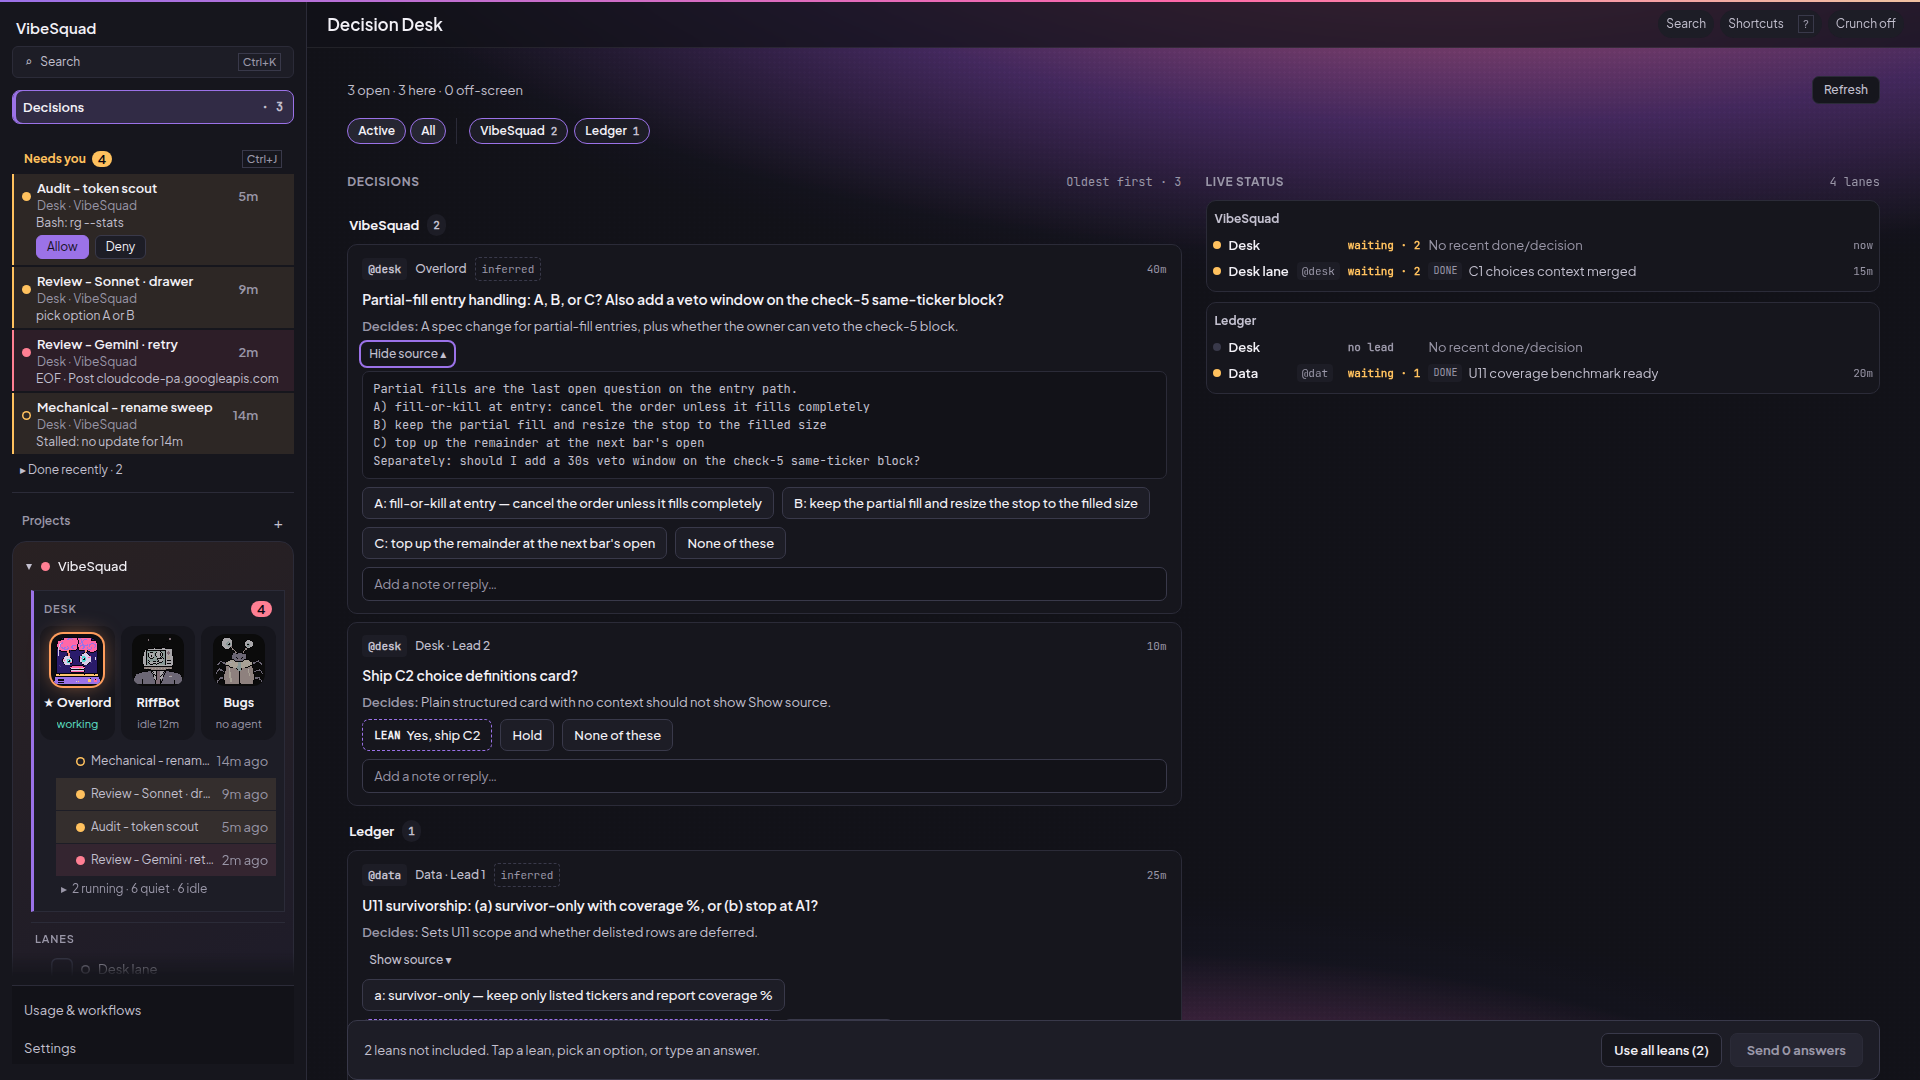 VibeSquad
Search Ctrl+K
Decisions · 3
Needs you 4 Ctrl+J
Audit - token scout 5m
Desk · VibeSquad
Bash: rg --stats
Allow Deny
Review - Sonnet · drawer 9m
Desk · VibeSquad
pick option A or B
Review - Gemini · retry 2m
Desk · VibeSquad
EOF · Post cloudcode-pa.googleapis.com
Mechanical - rename sweep 14m
Desk · VibeSquad
Stalled: no update for 14m
▸ Done recently · 2
Projects +
▾ VibeSquad
DESK 4
★ Overlord RiffBot Bugs
working idle 12m no agent
Mechanical - renam... 14m ago
Review - Sonnet · dr... 9m ago
Audit - token scout 5m ago
Review - Gemini · ret... 2m ago
▸ 2 running · 6 quiet · 6 idle
LANES
Desk lane
Usage & workflows
Settings
Decision Desk
Search Shortcuts ? Crunch off
3 open · 3 here · 0 off-screen Refresh
Active All VibeSquad 2 Ledger 1
DECISIONS Oldest first · 3
VibeSquad 2
@desk Overlord inferred 40m
Partial-fill entry handling: A, B, or C? Also add a veto window on the check-5 same-ticker block?
Decides: A spec change for partial-fill entries, plus whether the owner can veto the check-5 block.
Hide source ▴
Partial fills are the last open question on the entry path.
A) fill-or-kill at entry: cancel the order unless it fills completely
B) keep the partial fill and resize the stop to the filled size
C) top up the remainder at the next bar's open
Separately: should I add a 30s veto window on the check-5 same-ticker block?
A: fill-or-kill at entry — cancel the order unless it fills completely B: keep the partial fill and resize the stop to the filled size
C: top up the remainder at the next bar's open None of these
Add a note or reply...
@desk Desk · Lead 2 10m
Ship C2 choice definitions card?
Decides: Plain structured card with no context should not show Show source.
LEAN Yes, ship C2 Hold None of these
Add a note or reply...
Ledger 1
@data Data · Lead 1 inferred 25m
U11 survivorship: (a) survivor-only with coverage %, or (b) stop at A1?
Decides: Sets U11 scope and whether delisted rows are deferred.
Show source ▾
a: survivor-only — keep only listed tickers and report coverage %
LIVE STATUS 4 lanes
VibeSquad
Desk waiting · 2 No recent done/decision now
Desk lane @desk waiting · 2 DONE C1 choices context merged 15m
Ledger
Desk no lead No recent done/decision
Data @dat waiting · 1 DONE U11 coverage benchmark ready 20m
2 leans not included. Tap a lean, pick an option, or type an answer. Use all leans (2) Send 0 answers